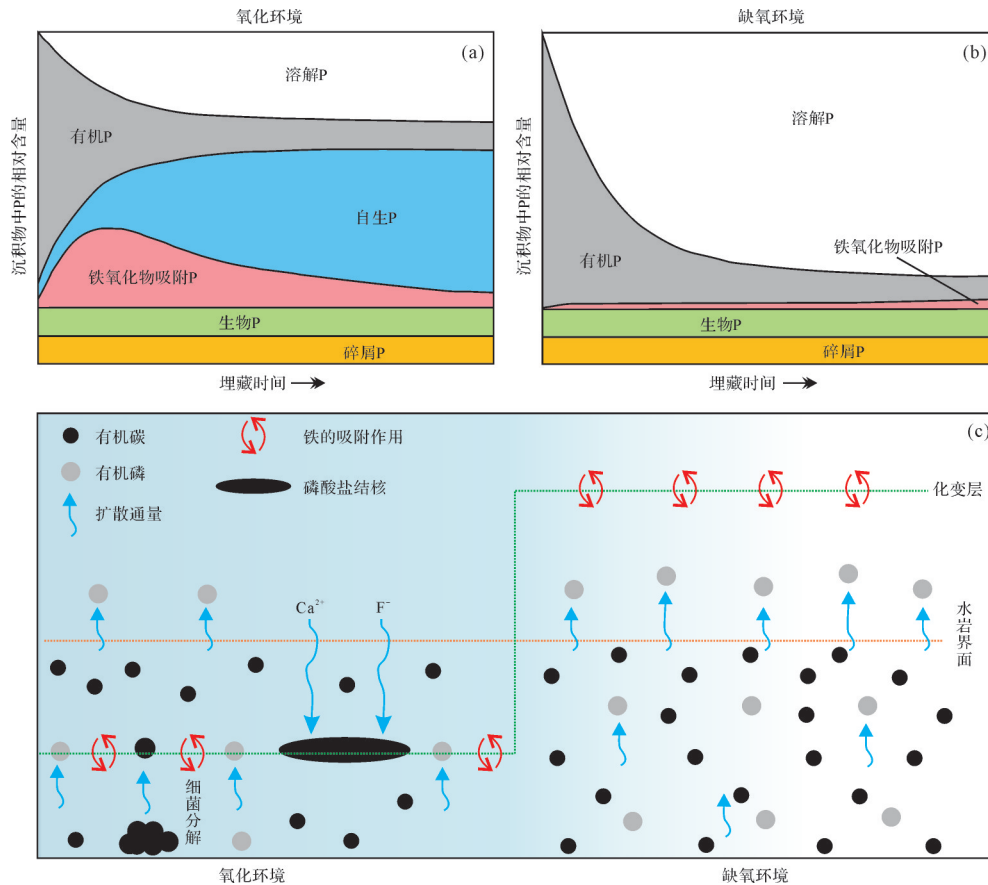 氧化环境
(a)
溶解P
有机P
自生P
铁氧化物吸附P
生物P
碎屑P
沉积物中P的相对含量
埋藏时间
缺氧环境
(b)
溶解P
有机P
铁氧化物吸附P
生物P
碎屑P
沉积物中P的相对含量
埋藏时间
(c)
有机碳
铁的吸附作用
有机磷
磷酸盐结核
扩散通量
化变层
Ca²⁺
F⁻
水岩界面
细菌分解
氧化环境
缺氧环境